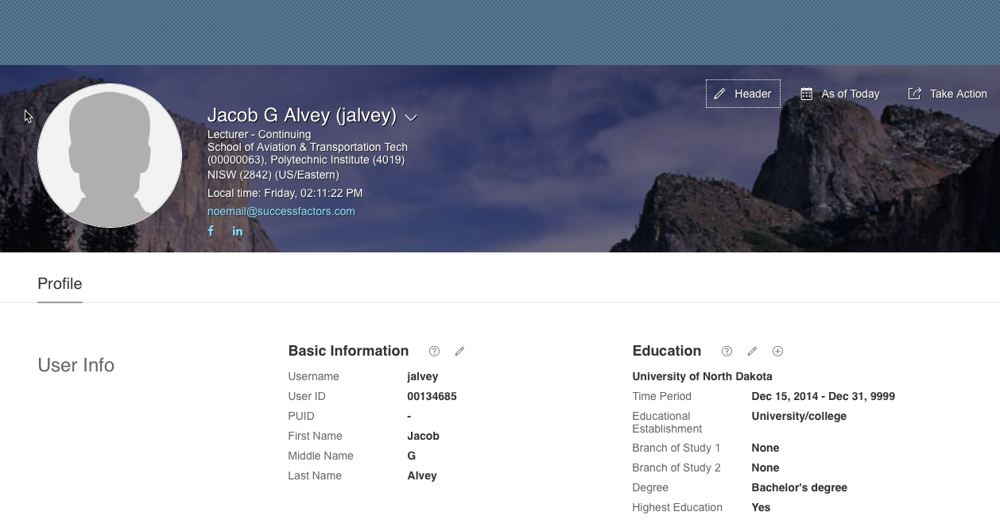 Header
As of Today
Take Action
Jacob G Alvey (jalvey)
Lecturer - Continuing
School of Aviation & Transportation Tech
(00000063), Polytechnic Institute (4019)
NISW (2842) (US/Eastern)
Local time: Friday, 02:11:22 PM
noemail@successfactors.com
f in
Profile
User Info
Basic Information
Username jalvey
User ID 00134685
PUID -
First Name Jacob
Middle Name G
Last Name Alvey
Education
University of North Dakota
Time Period Dec 15, 2014 - Dec 31, 9999
Educational University/college
Establishment
Branch of Study 1 None
Branch of Study 2 None
Degree Bachelor's degree
Highest Education Yes